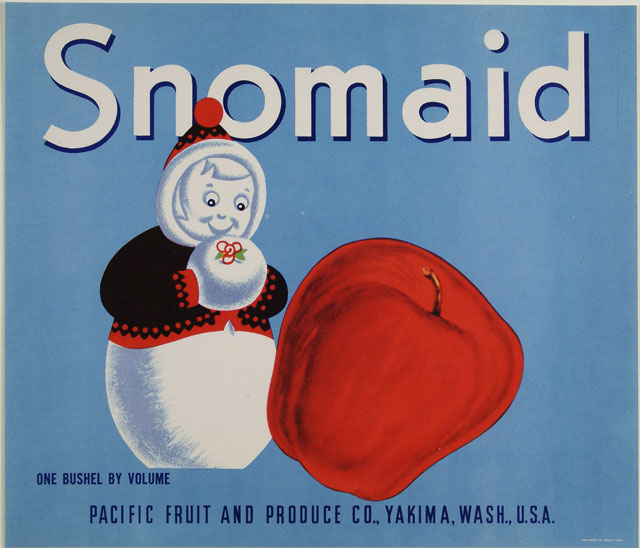 Snomaid
ONE BUSHEL BY VOLUME
PACIFIC FRUIT AND PRODUCE CO., YAKIMA, WASH., U.S.A.